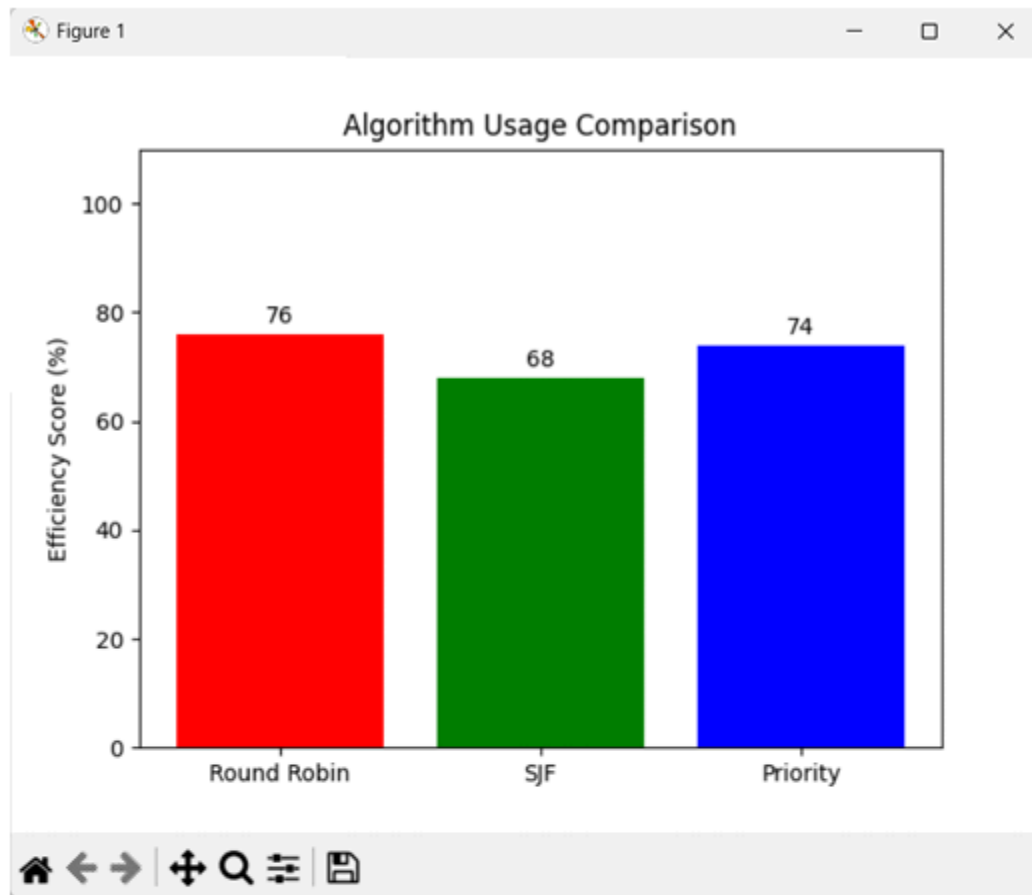 Figure 1
Algorithm Usage Comparison
100
80
60
40
20
0
Efficiency Score (%)
76
68
74
Round Robin
SJF
Priority